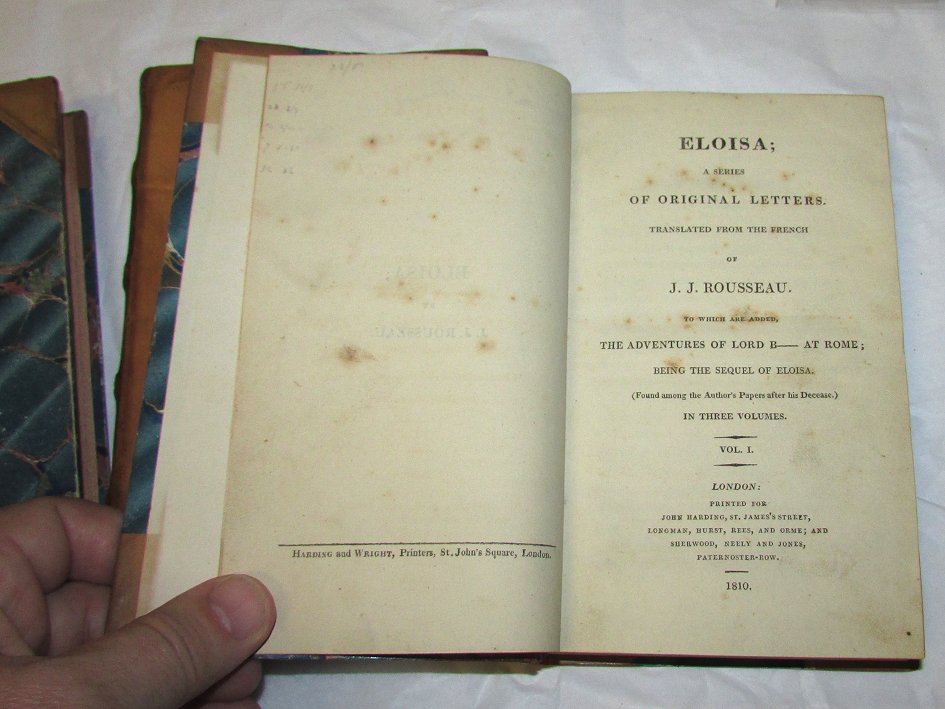 HARDING and WRIGHT, Printers, St. John's Square, London.
ELOISA;
A SERIES
OF ORIGINAL LETTERS.
TRANSLATED FROM THE FRENCH
OF
J. J. ROUSSEAU.
TO WHICH ARE ADDED,
THE ADVENTURES OF LORD B—— AT ROME;
BEING THE SEQUEL OF ELOISA.
(Found among the Author's Papers after his Decease.)
IN THREE VOLUMES.
VOL. I.
LONDON:
PRINTED FOR
JOHN HARDING, ST. JAMES'S STREET,
LONGMAN, HURST, REES, AND ORME; AND
SHERWOOD, NEELY AND JONES,
PATERNOSTER-ROW.
1810.